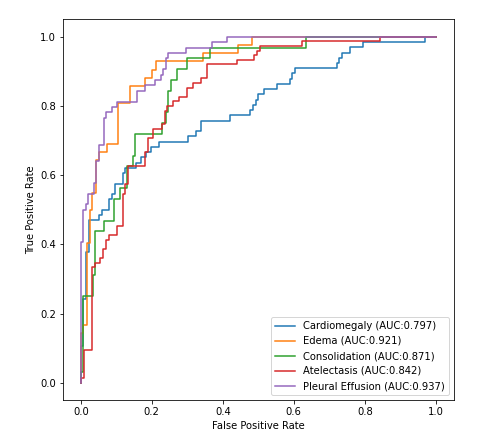 1.0
0.8
0.6
0.4
0.2
0.0
True Positive Rate
Cardiomegaly (AUC:0.797)
Edema (AUC:0.921)
Consolidation (AUC:0.871)
Atelectasis (AUC:0.842)
Pleural Effusion (AUC:0.937)
0.0 0.2 0.4 0.6 0.8 1.0
False Positive Rate